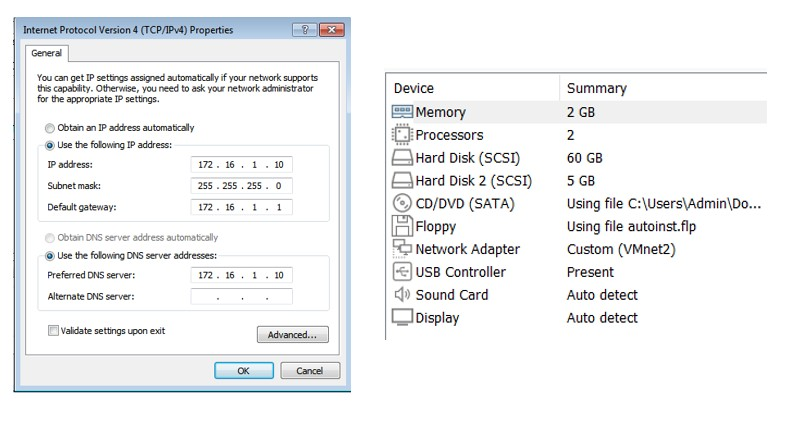 Internet Protocol Version 4 (TCP/IPv4) Properties
General
You can get IP settings assigned automatically if your network supports
this capability. Otherwise, you need to ask your network administrator
for the appropriate IP settings.
Obtain an IP address automatically
Use the following IP address:
IP address: 172 . 16 . 1 . 10
Subnet mask: 255 . 255 . 255 . 0
Default gateway: 172 . 16 . 1 . 1
Obtain DNS server address automatically
Use the following DNS server addresses:
Preferred DNS server: 172 . 16 . 1 . 10
Alternate DNS server: . . .
Validate settings upon exit
Advanced...
OK Cancel
Device Summary
Memory 2 GB
Processors 2
Hard Disk (SCSI) 60 GB
Hard Disk 2 (SCSI) 5 GB
CD/DVD (SATA) Using file C:\Users\Admin\Do...
Floppy Using file autoinst.flp
Network Adapter Custom (VMnet2)
USB Controller Present
Sound Card Auto detect
Display Auto detect